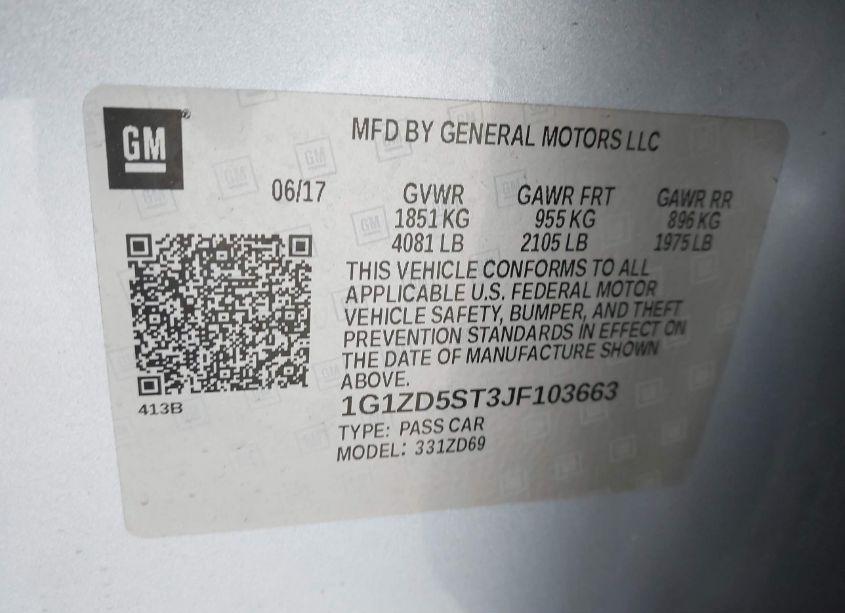 GM®
MFD BY GENERAL MOTORS LLC
06/17 GVWR GAWR FRT GAWR RR
1851 KG 955 KG 896 KG
4081 LB 2105 LB 1975 LB
THIS VEHICLE CONFORMS TO ALL
APPLICABLE U.S. FEDERAL MOTOR
VEHICLE SAFETY, BUMPER, AND THEFT
PREVENTION STANDARDS IN EFFECT ON
THE DATE OF MANUFACTURE SHOWN
ABOVE.
413B
1G1ZD5ST3JF103663
TYPE: PASS CAR
MODEL: 331ZD69